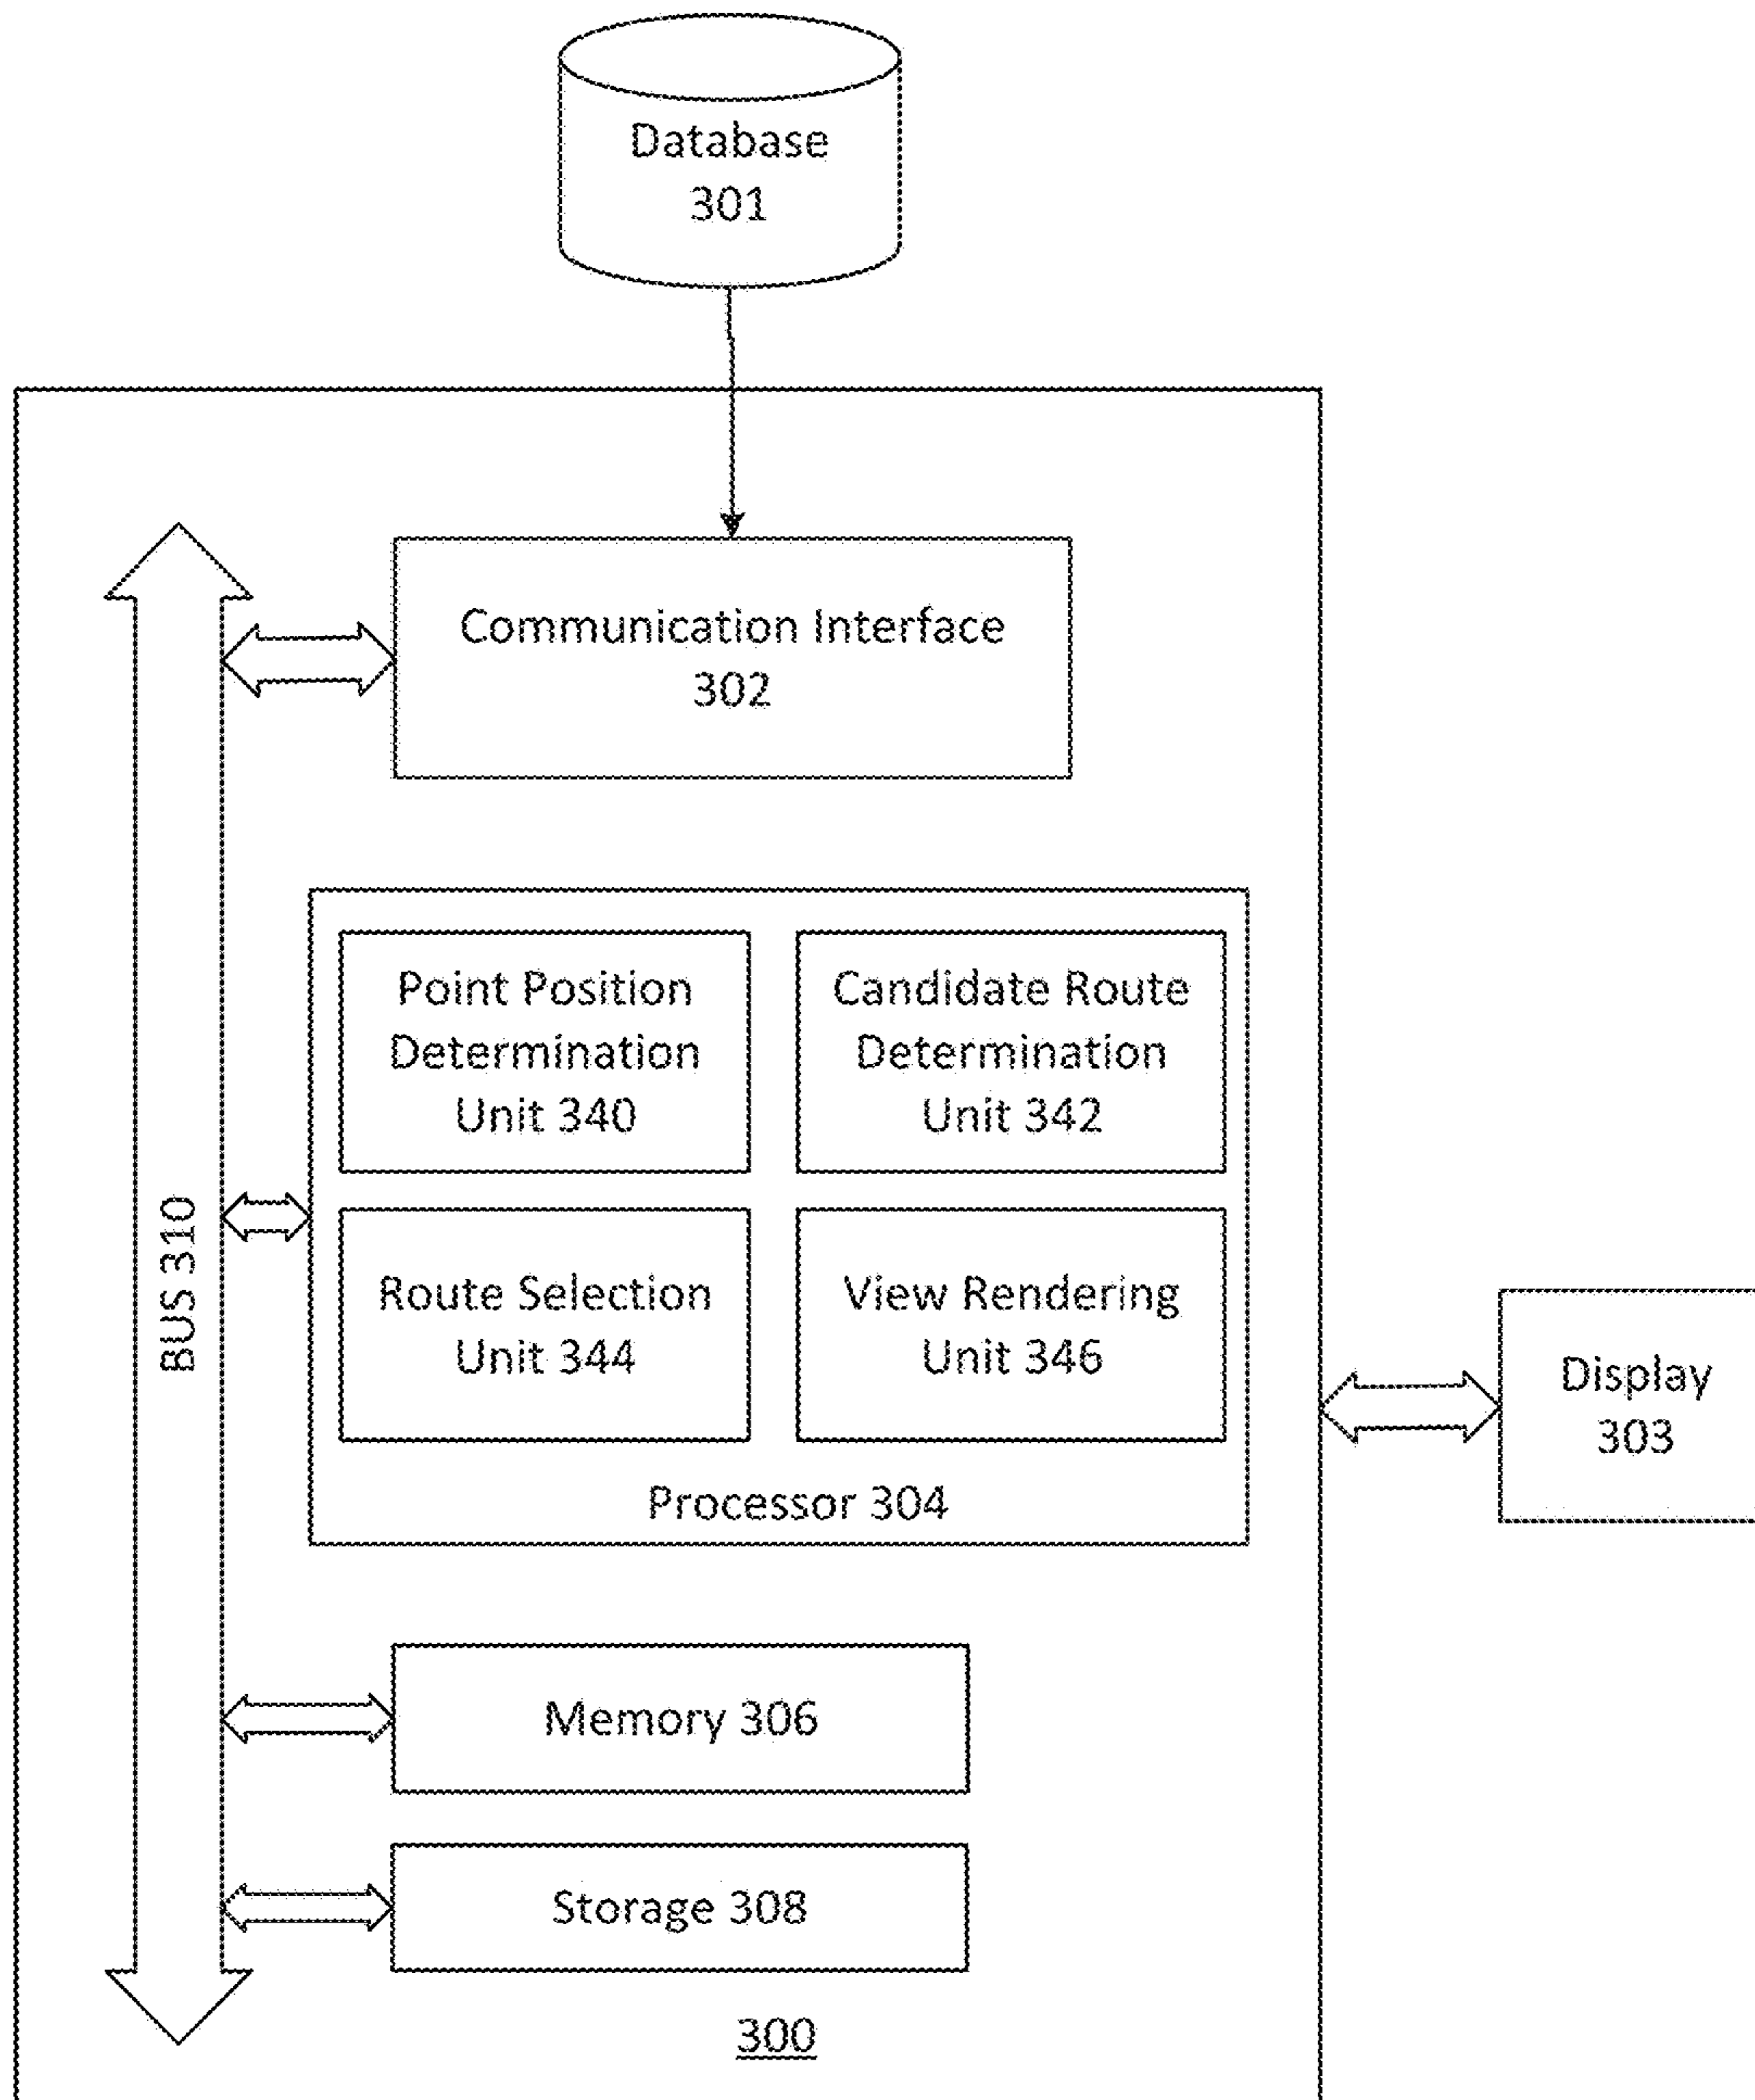 Database
301
Communication Interface
302
BUS 310
Point Position
Determination
Unit 340
Candidate Route
Determination
Unit 342
Route Selection
Unit 344
View Rendering
Unit 346
Processor 304
Display
303
Memory 306
Storage 308
300